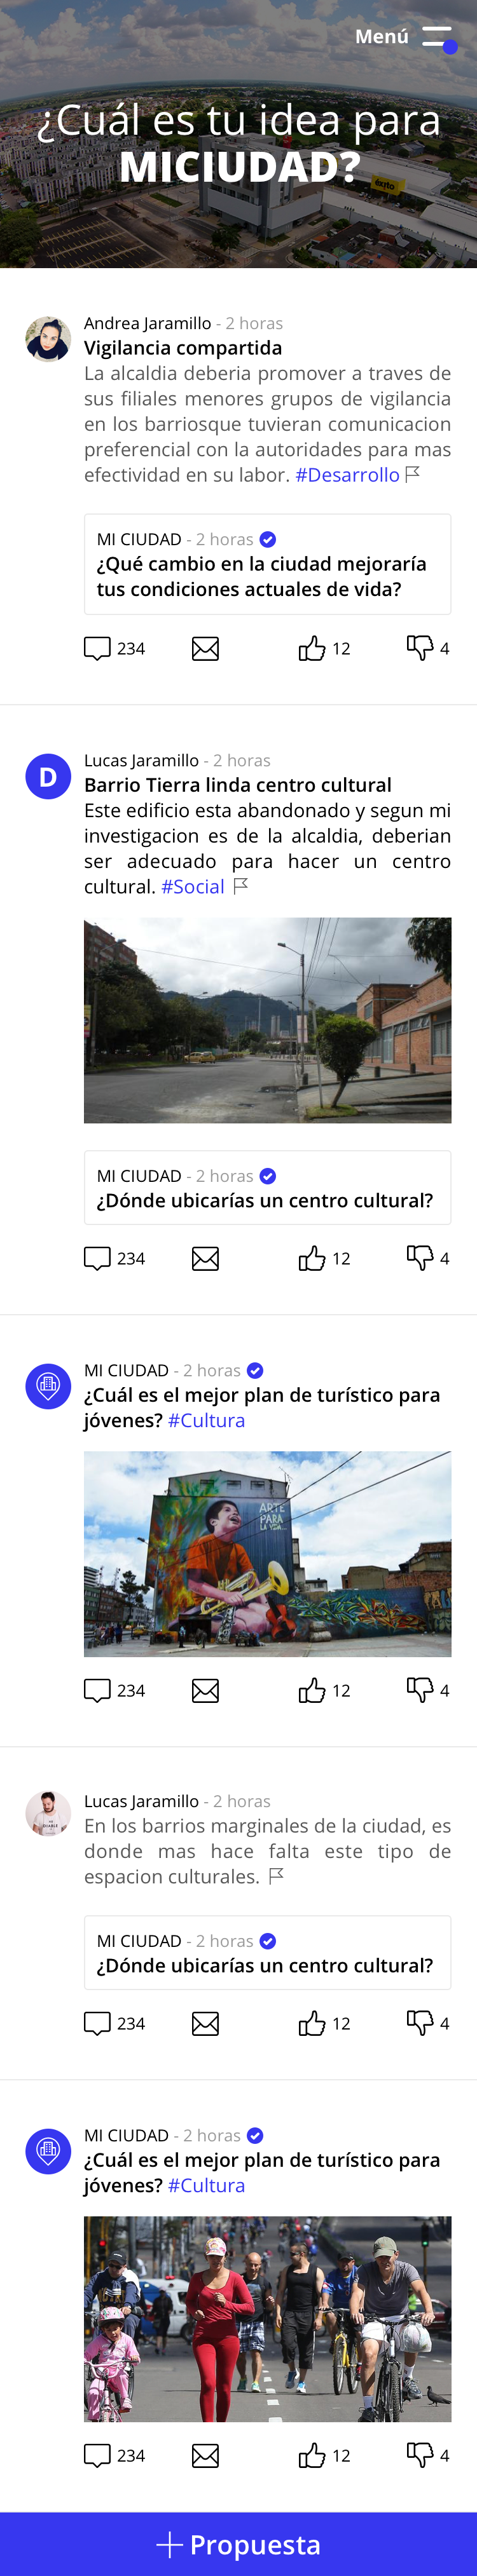 Menú
¿Cuál es tu idea para
MICIUDAD?
éxito
Andrea Jaramillo - 2 horas
Vigilancia compartida
La alcaldia deberia promover a traves de
sus filiales menores grupos de vigilancia
en los barriosque tuvieran comunicacion
preferencial con la autoridades para mas
efectividad en su labor. #Desarrollo
MI CIUDAD - 2 horas
¿Qué cambio en la ciudad mejoraría
tus condiciones actuales de vida?
234 12 4
D
Lucas Jaramillo - 2 horas
Barrio Tierra linda centro cultural
Este edificio esta abandonado y segun mi
investigacion es de la alcaldia, deberian
ser adecuado para hacer un centro
cultural. #Social
MI CIUDAD - 2 horas
¿Dónde ubicarías un centro cultural?
234 12 4
MI CIUDAD - 2 horas
¿Cuál es el mejor plan de turístico para
jóvenes? #Cultura
ARTE
PARA
LA VIDA...
234 12 4
Lucas Jaramillo - 2 horas
En los barrios marginales de la ciudad, es
donde mas hace falta este tipo de
espacion culturales.
MI CIUDAD - 2 horas
¿Dónde ubicarías un centro cultural?
234 12 4
MI CIUDAD - 2 horas
¿Cuál es el mejor plan de turístico para
jóvenes? #Cultura
234 12 4
Propuesta